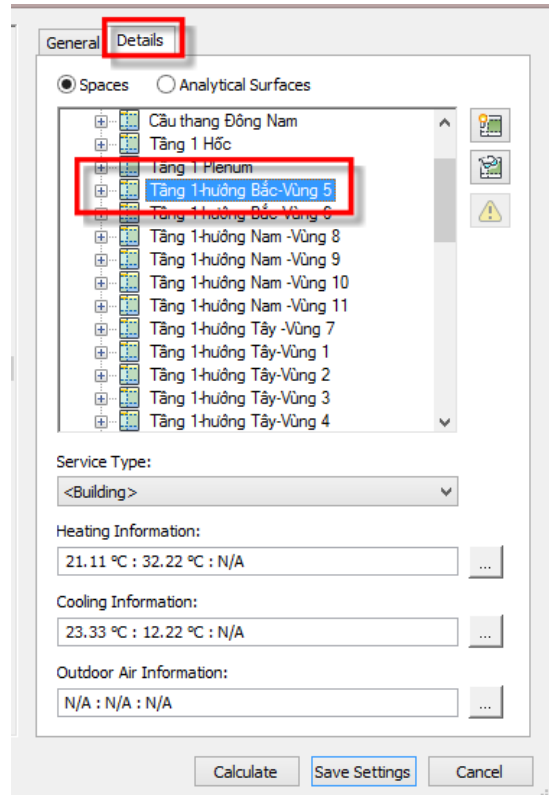 General
Details
Spaces
Analytical Surfaces
Cầu thang Đông Nam
Tầng 1 Hốc
Tầng 1 Plenum
Tầng 1-hướng Bắc-Vùng 5
Tầng 1-hướng Bắc-Vùng 6
Tầng 1-hướng Nam -Vùng 8
Tầng 1-hướng Nam -Vùng 9
Tầng 1-hướng Nam -Vùng 10
Tầng 1-hướng Nam -Vùng 11
Tầng 1-hướng Tây -Vùng 7
Tầng 1-hướng Tây-Vùng 1
Tầng 1-hướng Tây-Vùng 2
Tầng 1-hướng Tây-Vùng 3
Tầng 1-hướng Tây-Vùng 4
Service Type:
<Building>
Heating Information:
21.11 °C : 32.22 °C : N/A
...
Cooling Information:
23.33 °C : 12.22 °C : N/A
...
Outdoor Air Information:
N/A : N/A : N/A
...
Calculate
Save Settings
Cancel